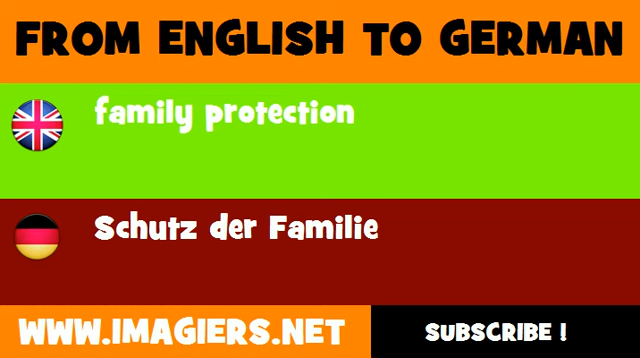 FROM ENGLISH TO GERMAN
family protection
Schutz der Familie
WWW.IMAGIERS.NET
SUBSCRIBE !